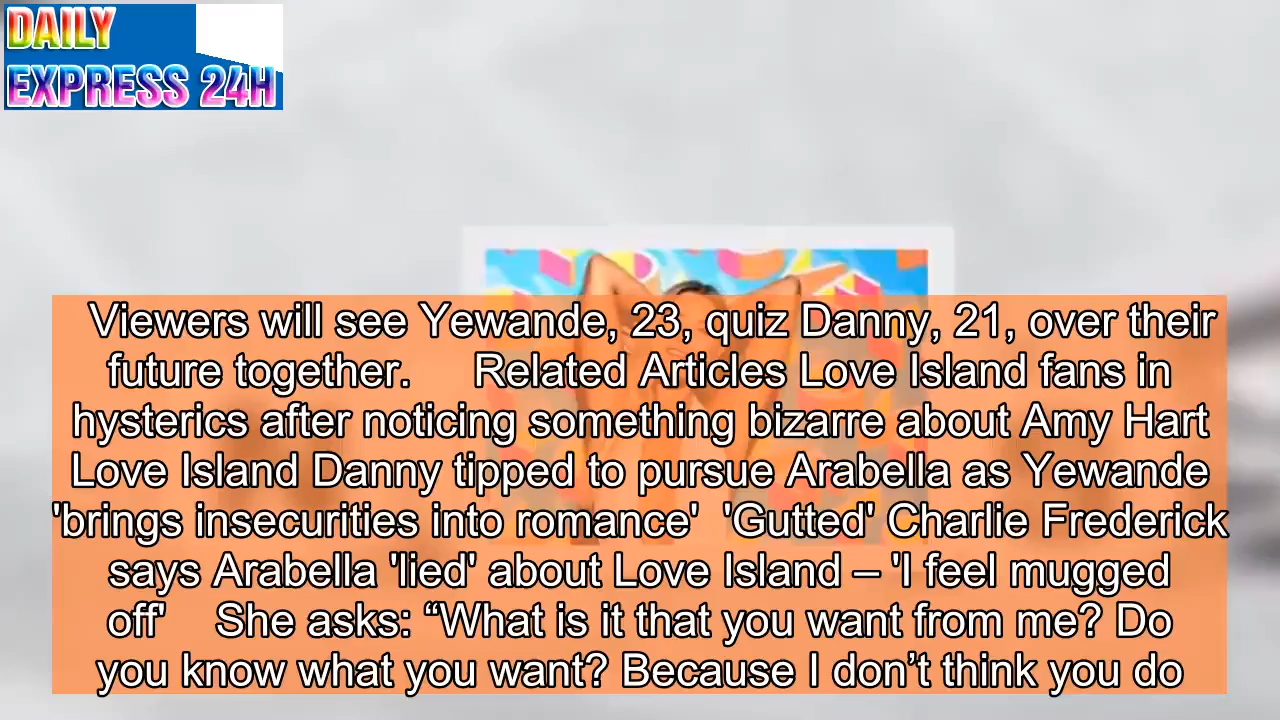 DAILY
EXPRESS 24H
Viewers will see Yewande, 23, quiz Danny, 21, over their
future together. Related Articles Love Island fans in
hysterics after noticing something bizarre about Amy Hart
Love Island Danny tipped to pursue Arabella as Yewande
'brings insecurities into romance' 'Gutted' Charlie Frederick
says Arabella 'lied' about Love Island – 'I feel mugged
off' She asks: “What is it that you want from me? Do
you know what you want? Because I don’t think you do